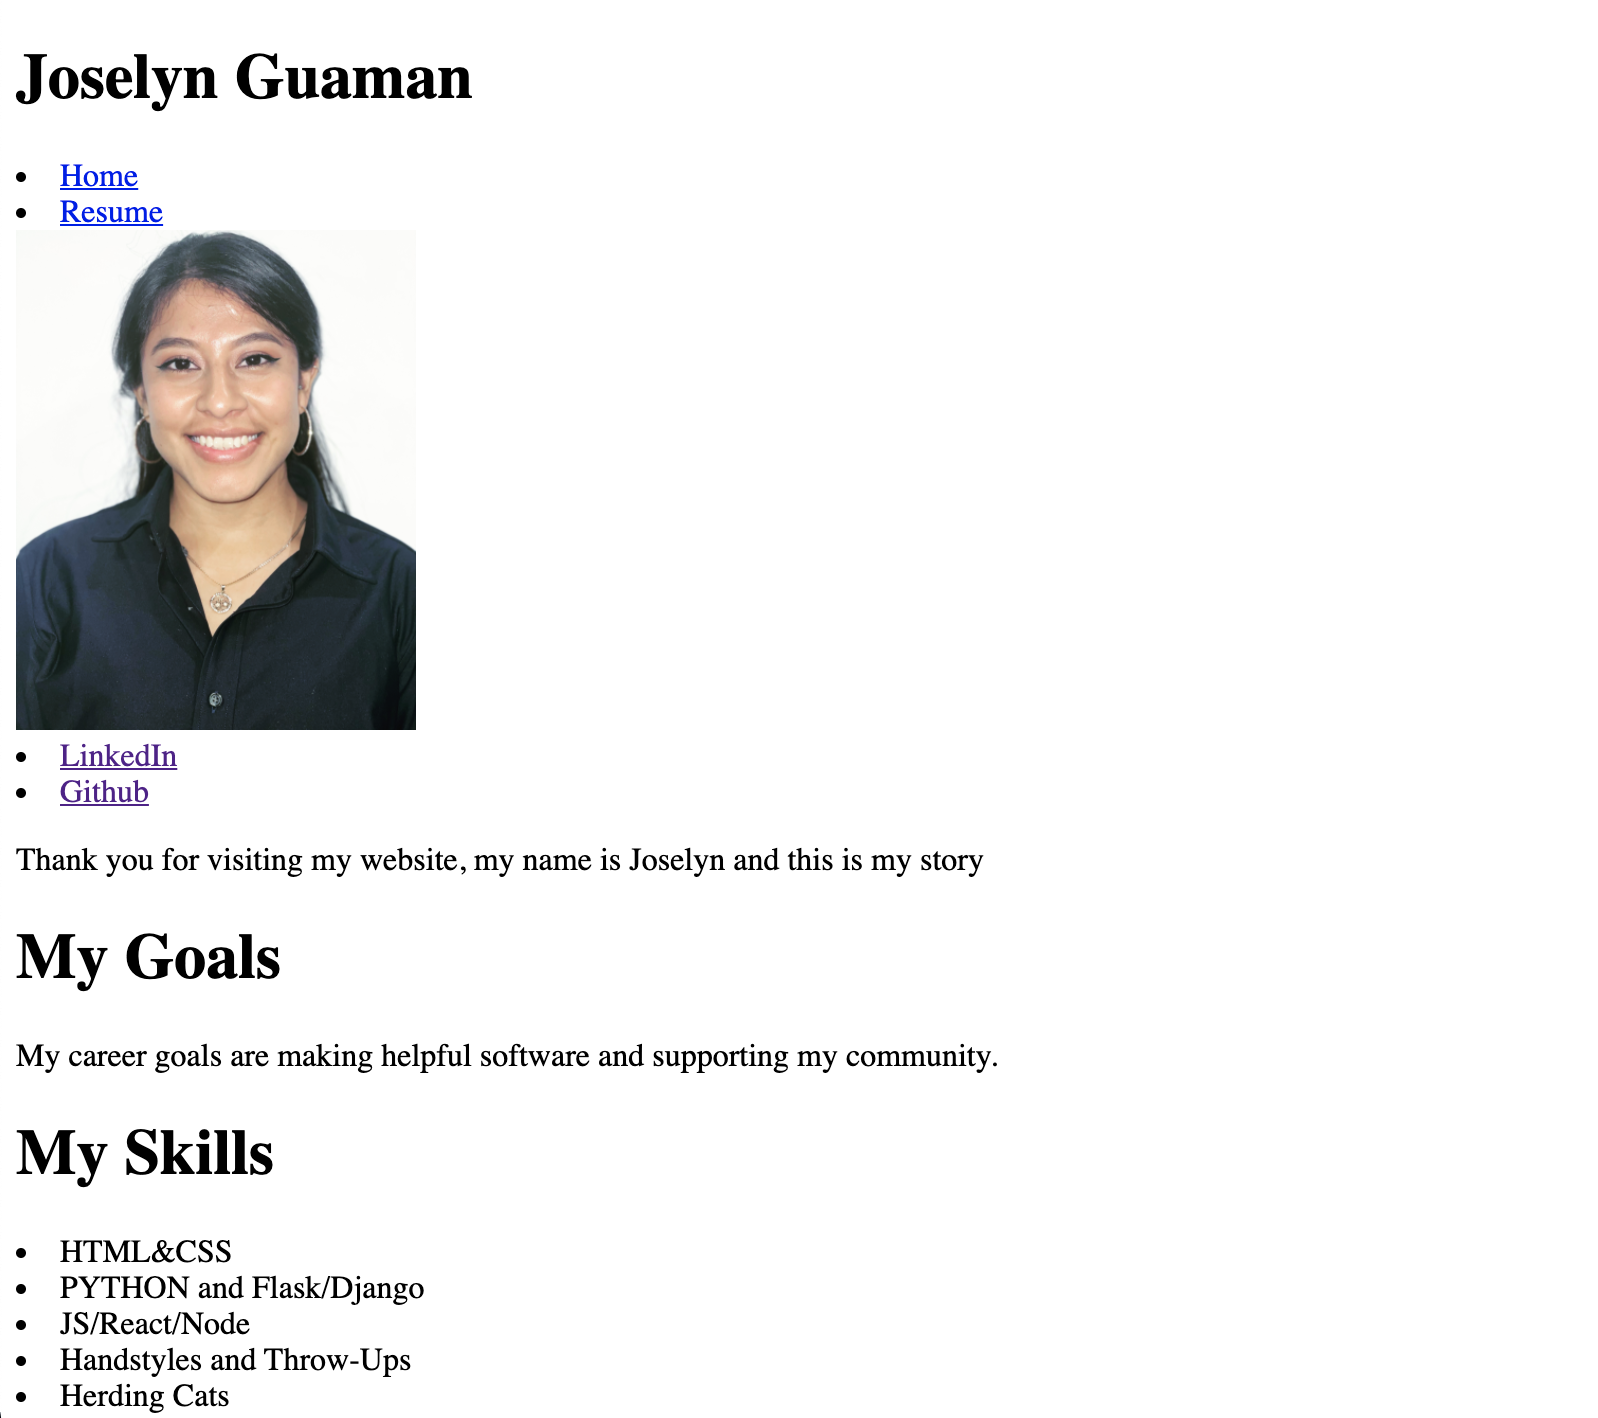 Joselyn Guaman
Home
Resume
LinkedIn
Github
Thank you for visiting my website, my name is Joselyn and this is my story
My Goals
My career goals are making helpful software and supporting my community.
My Skills
HTML&CSS
PYTHON and Flask/Django
JS/React/Node
Handstyles and Throw-Ups
Herding Cats